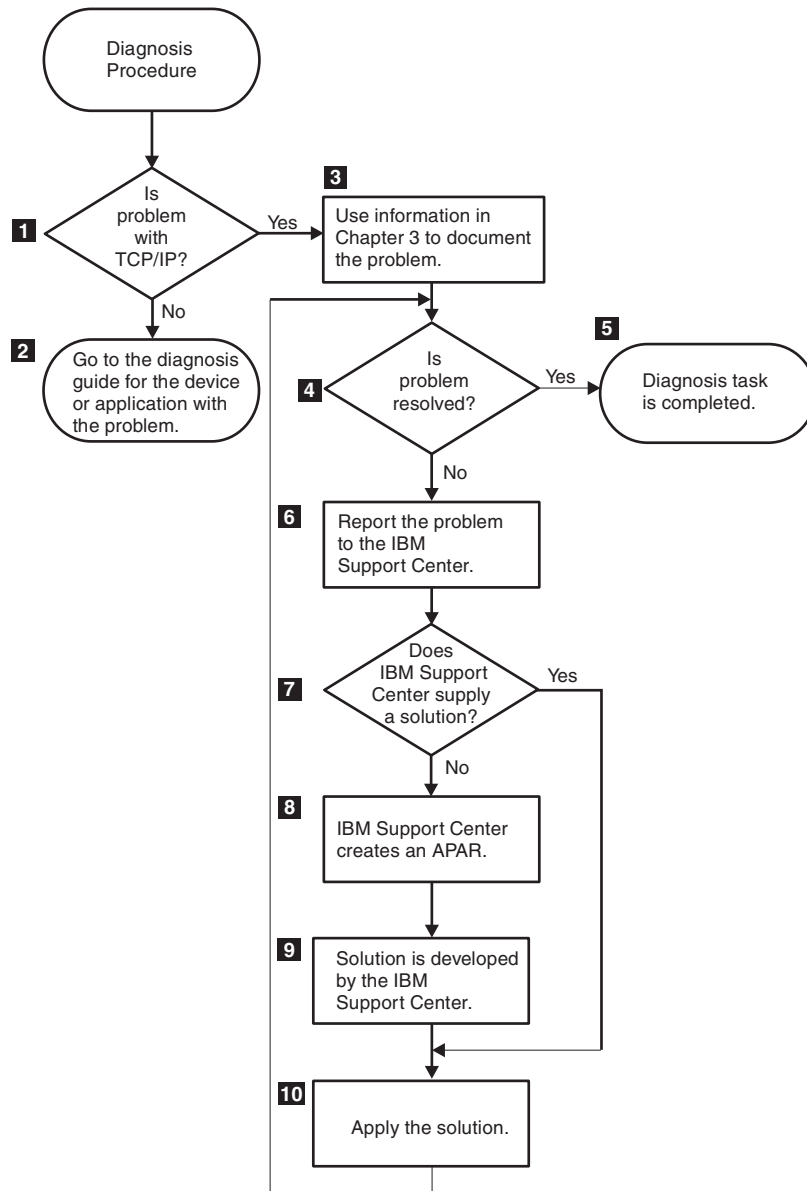 Diagnosis
Procedure
1
Is
problem
with
TCP/IP?
Yes
No
2
Go to the diagnosis
guide for the device
or application with
the problem.
3
Use information in
Chapter 3 to document
the problem.
4
Is
problem
resolved?
Yes
No
5
Diagnosis task
is completed.
6
Report the problem
to the IBM
Support Center.
7
Does
IBM Support
Center supply
a solution?
Yes
No
8
IBM Support Center
creates an APAR.
9
Solution is developed
by the IBM
Support Center.
10
Apply the solution.